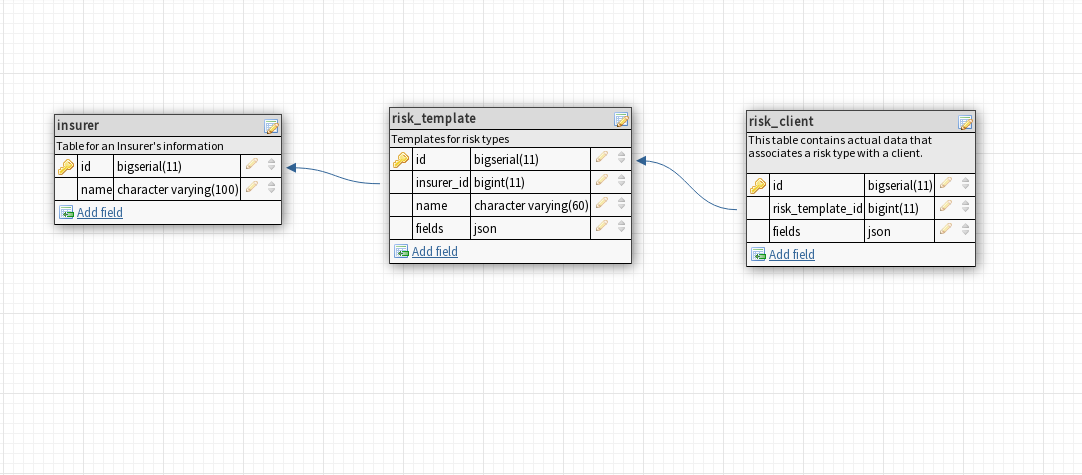 insurer
Table for an Insurer's information
id bigserial(11)
name character varying(100)
Add field
risk_template
Templates for risk types
id bigserial(11)
insurer_id bigint(11)
name character varying(60)
fields json
Add field
risk_client
This table contains actual data that
associates a risk type with a client.
id bigserial(11)
risk_template_id bigint(11)
fields json
Add field